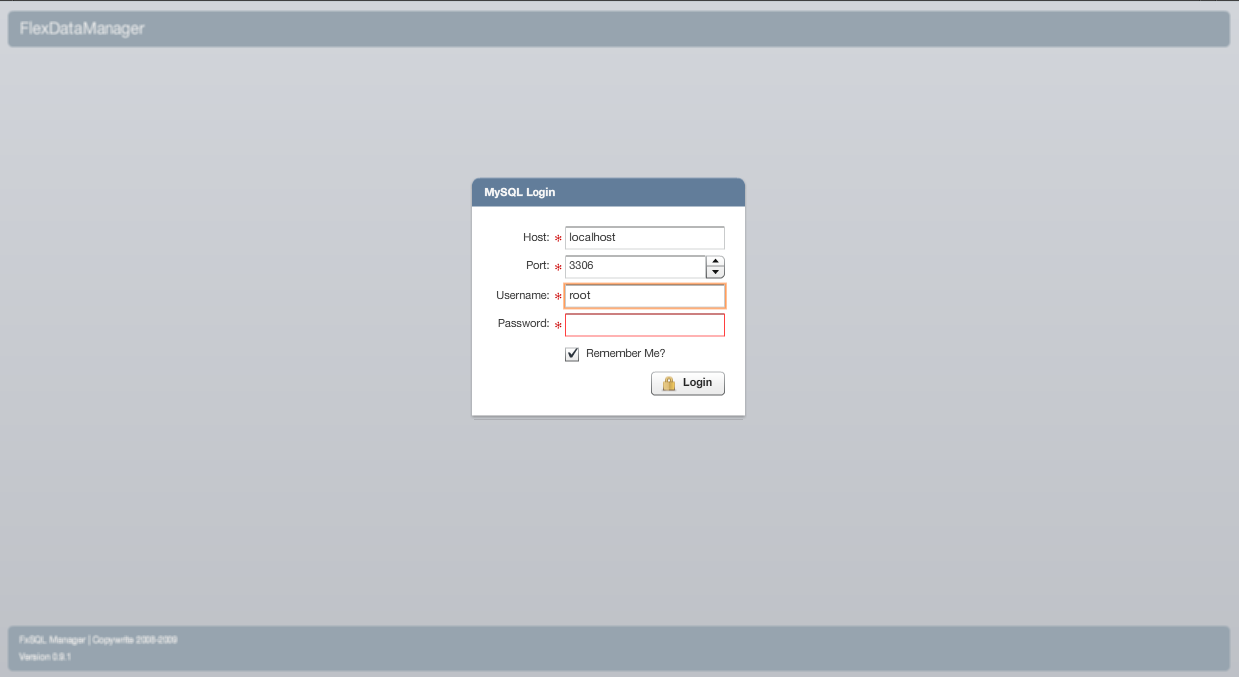 FlexDataManager
MySQL Login
Host: * localhost
Port: * 3306
Username: * root
Password: *
Remember Me?
Login
FxSQL Manager | Copywrite 2008-2009
Version 0.9.1